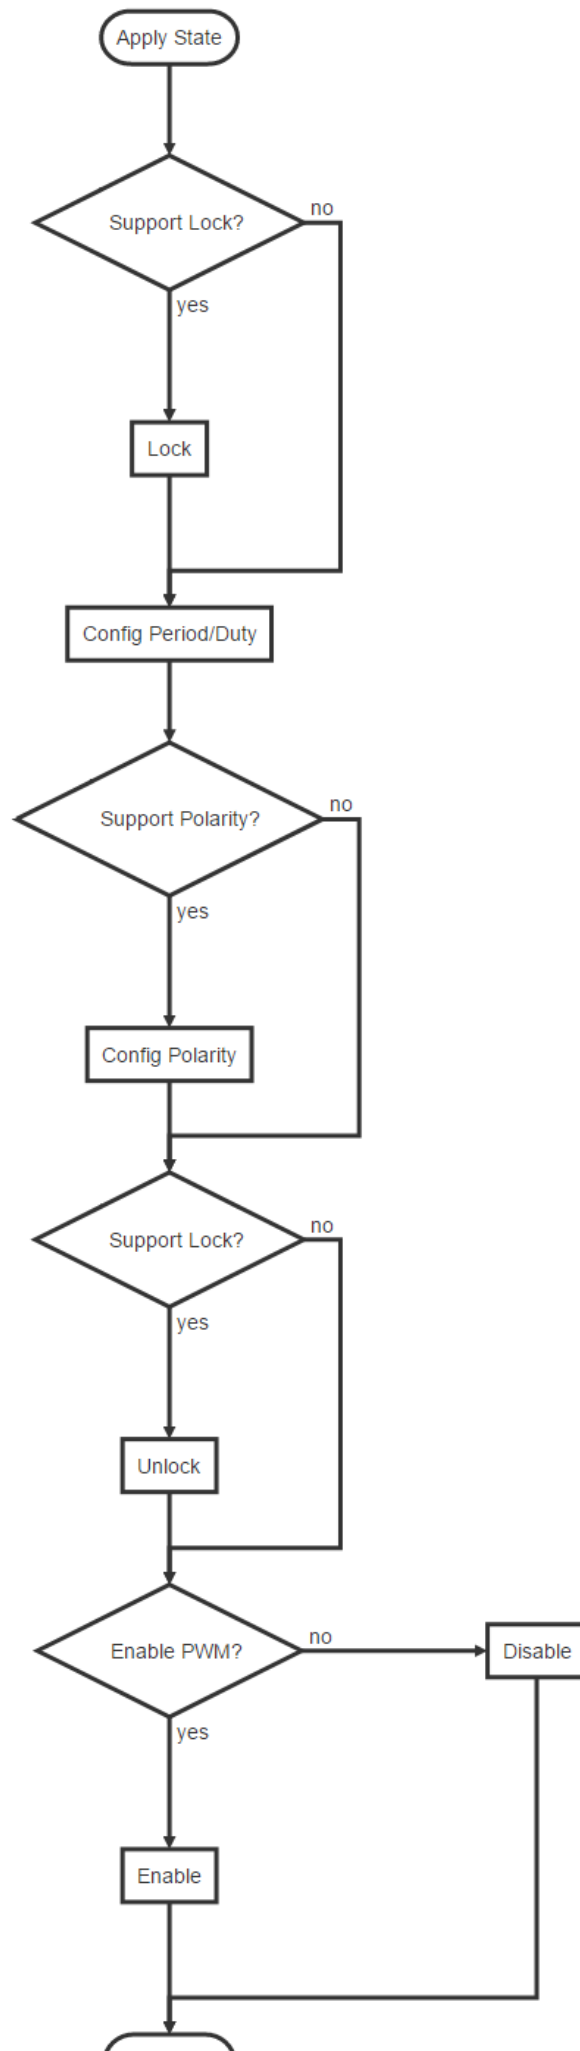 Apply State
Support Lock?
no
yes
Lock
Config Period/Duty
Support Polarity?
no
yes
Config Polarity
Support Lock?
no
yes
Unlock
Enable PWM?
no
Disable
yes
Enable